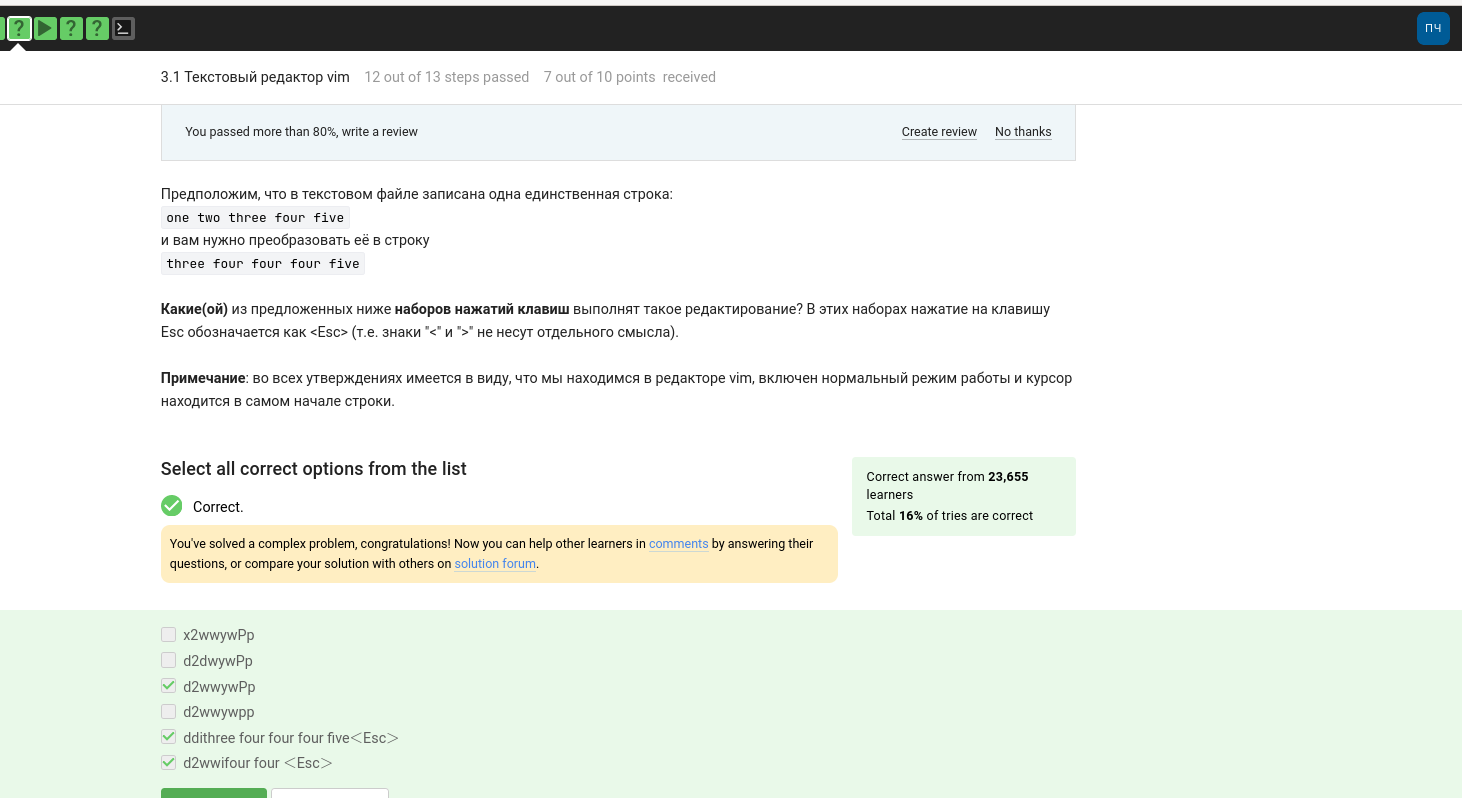 ? ? ?
ПЧ
3.1 Текстовый редактор vim 12 out of 13 steps passed 7 out of 10 points received
You passed more than 80%, write a review Create review No thanks
Предположим, что в текстовом файле записана одна единственная строка:
one two three four five
и вам нужно преобразовать её в строку
three four four four five
Какие(ой) из предложенных ниже наборов нажатий клавиш выполнят такое редактирование? В этих наборах нажатие на клавишу
Esc обозначается как <Esc> (т.е. знаки "<" и ">" не несут отдельного смысла).
Примечание: во всех утверждениях имеется в виду, что мы находимся в редакторе vim, включен нормальный режим работы и курсор
находится в самом начале строки.
Select all correct options from the list
Correct.
You've solved a complex problem, congratulations! Now you can help other learners in comments by answering their
questions, or compare your solution with others on solution forum.
Correct answer from 23,655
learners
Total 16% of tries are correct
x2wwywPp
d2dwywPp
d2wwywPp
d2wwywpp
ddithree four four four five<Esc>
d2wwifour four <Esc>